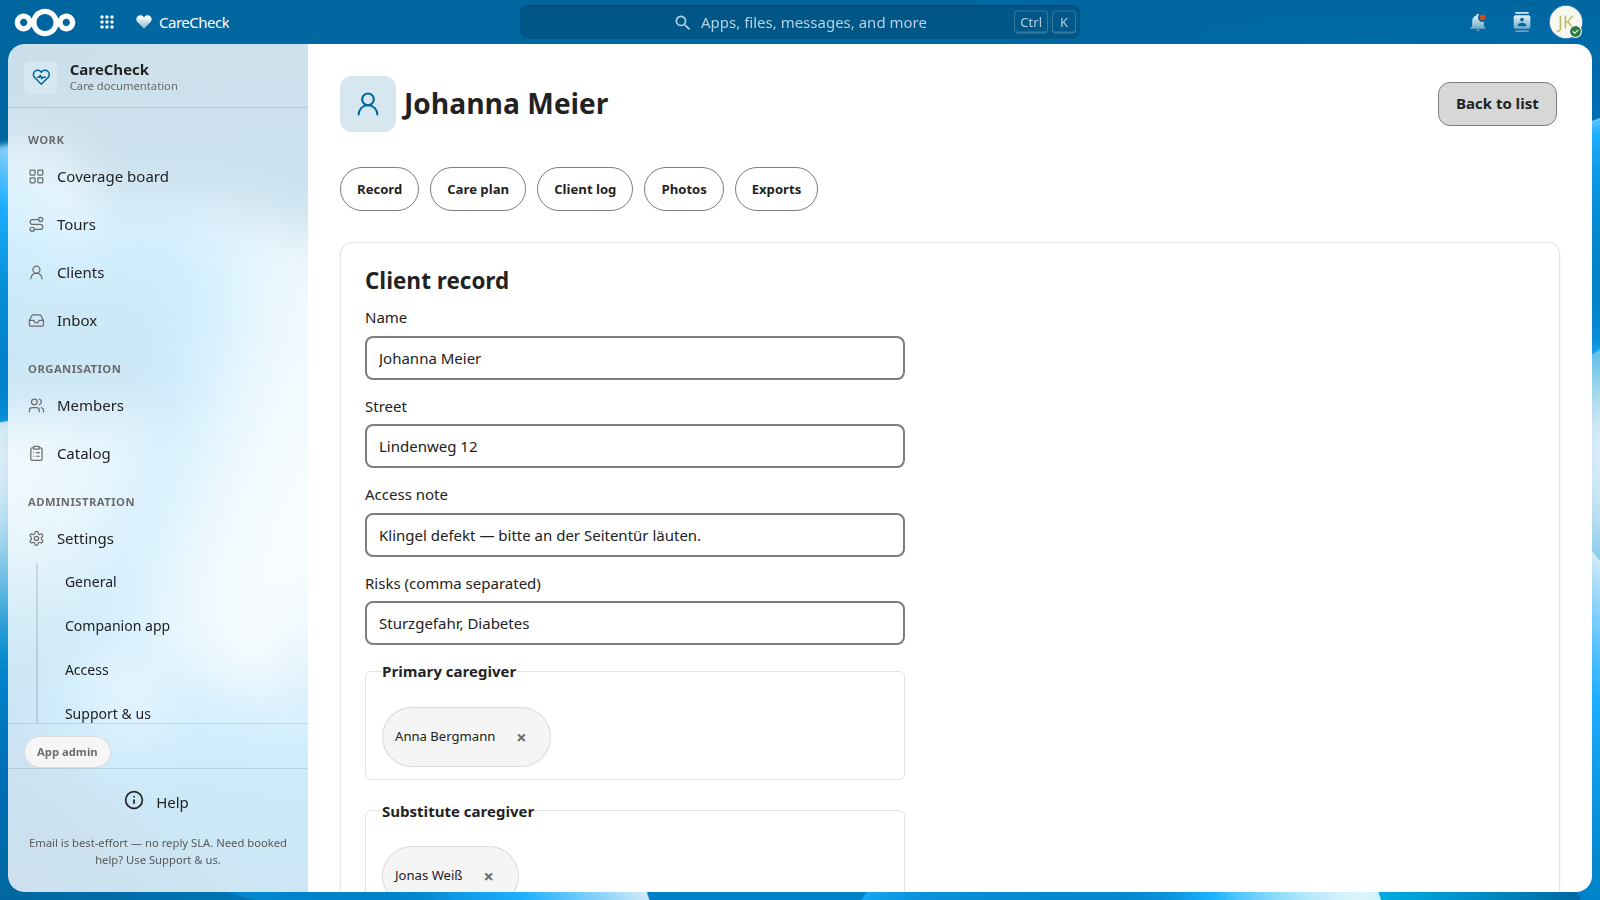 CareCheck
Apps, files, messages, and more
Ctrl K
JK
CareCheck
Care documentation
WORK
Coverage board
Tours
Clients
Inbox
ORGANISATION
Members
Catalog
ADMINISTRATION
Settings
General
Companion app
Access
Support & us
App admin
Help
Email is best-effort — no reply SLA. Need booked
help? Use Support & us.
Johanna Meier
Back to list
Record
Care plan
Client log
Photos
Exports
Client record
Name
Johanna Meier
Street
Lindenweg 12
Access note
Klingel defekt — bitte an der Seitentür läuten.
Risks (comma separated)
Sturzgefahr, Diabetes
Primary caregiver
Anna Bergmann ×
Substitute caregiver
Jonas Weiß ×